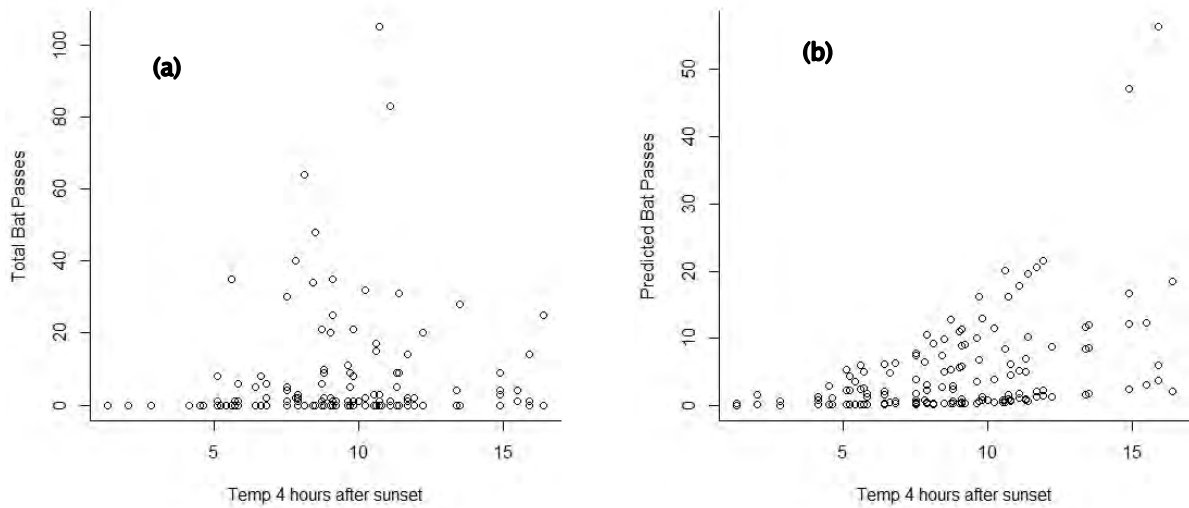 (a)
Total Bat Passes
100
80
60
40
20
0
5 10 15
Temp 4 hours after sunset
(b)
Predicted Bat Passes
50
40
30
20
10
0
5 10 15
Temp 4 hours after sunset